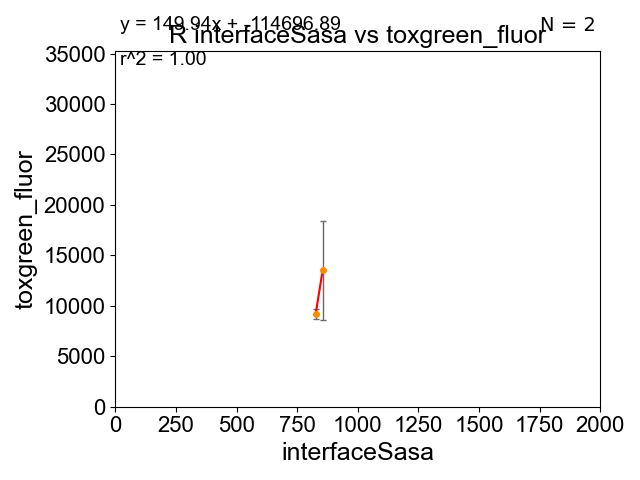 y = 149.94x + -114696.89
N = 2
R interfaceSasa vs toxgreen_fluor
r^2 = 1.00
35000
30000
25000
20000
15000
10000
5000
0
toxgreen_fluor
0 250 500 750 1000 1250 1500 1750 2000
interfaceSasa